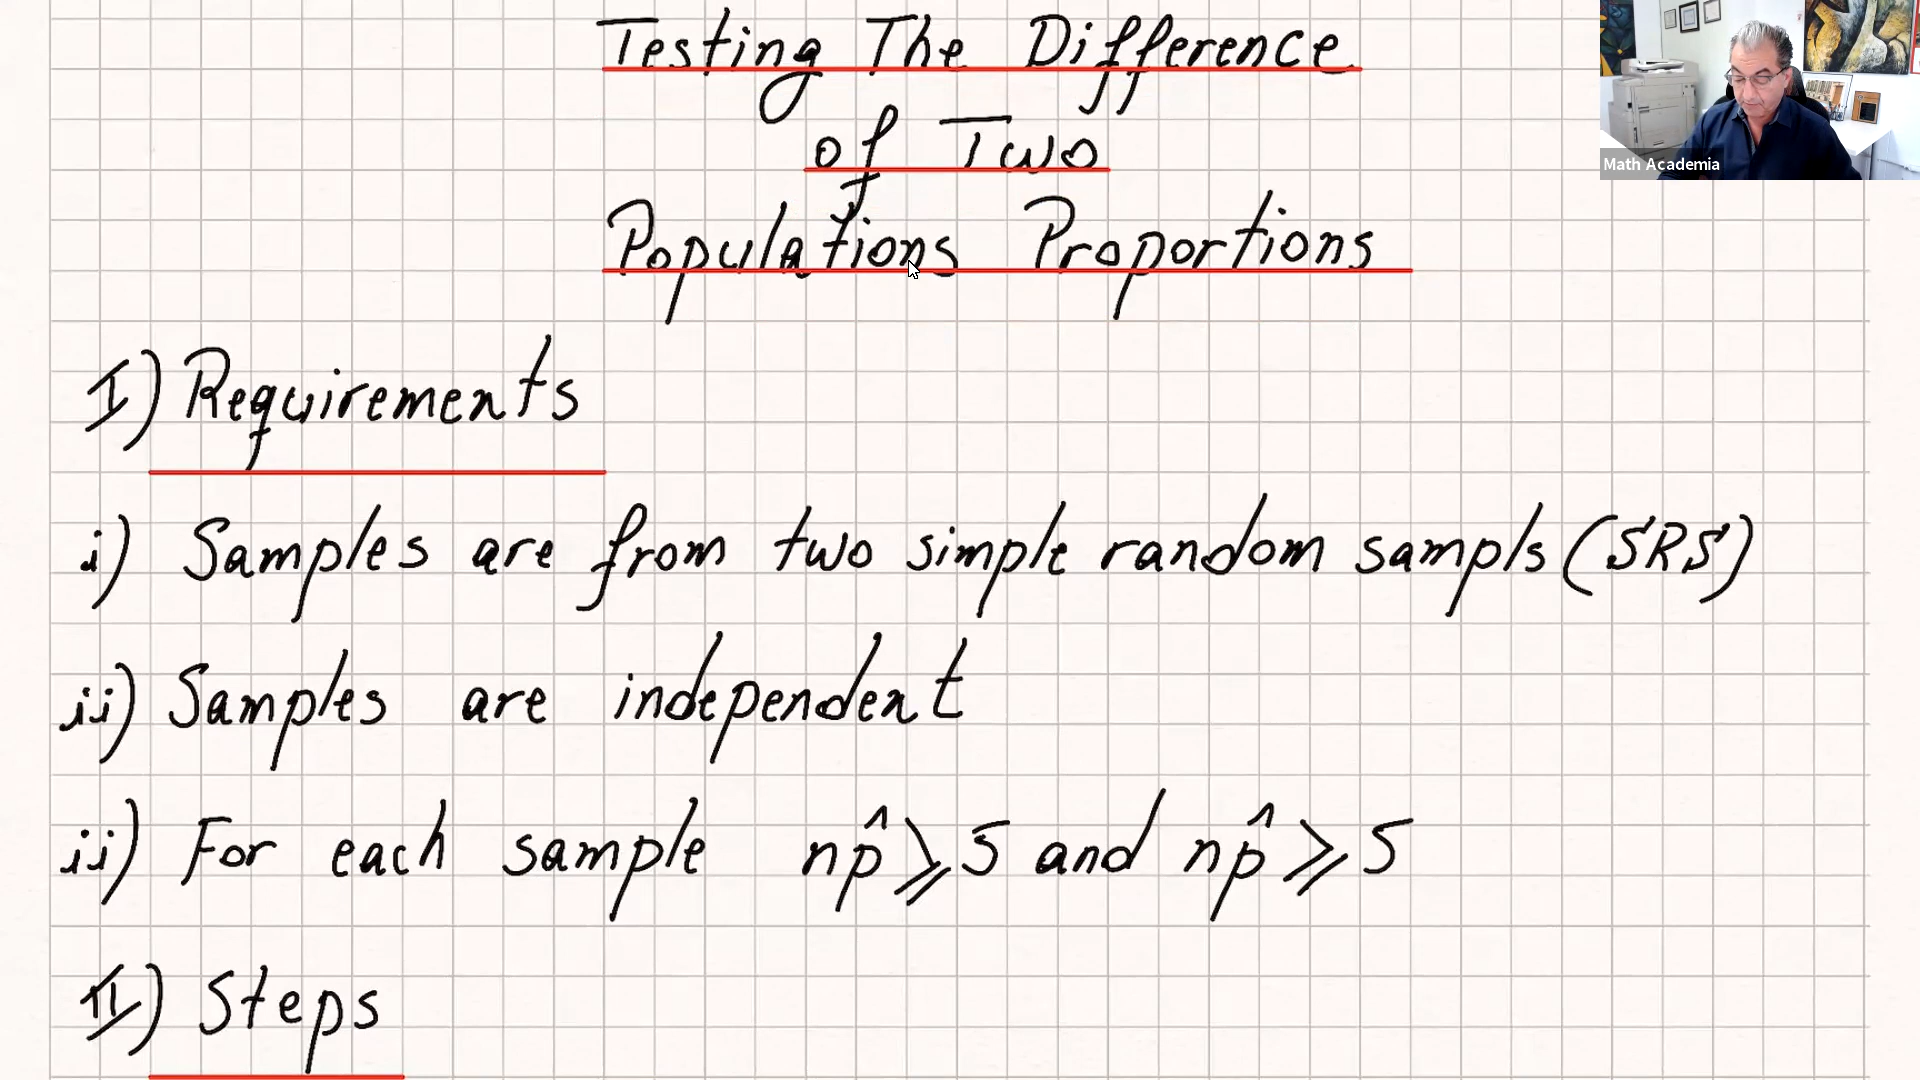 Testing The Difference
of Two
Populations Proportions
I) Requirements
i) Samples are from two simple random sampls (SRS)
ii) Samples are independent
ii) For each sample np̂ ⩾ 5 and np̂ ⩾ 5
II) Steps
Math Academia